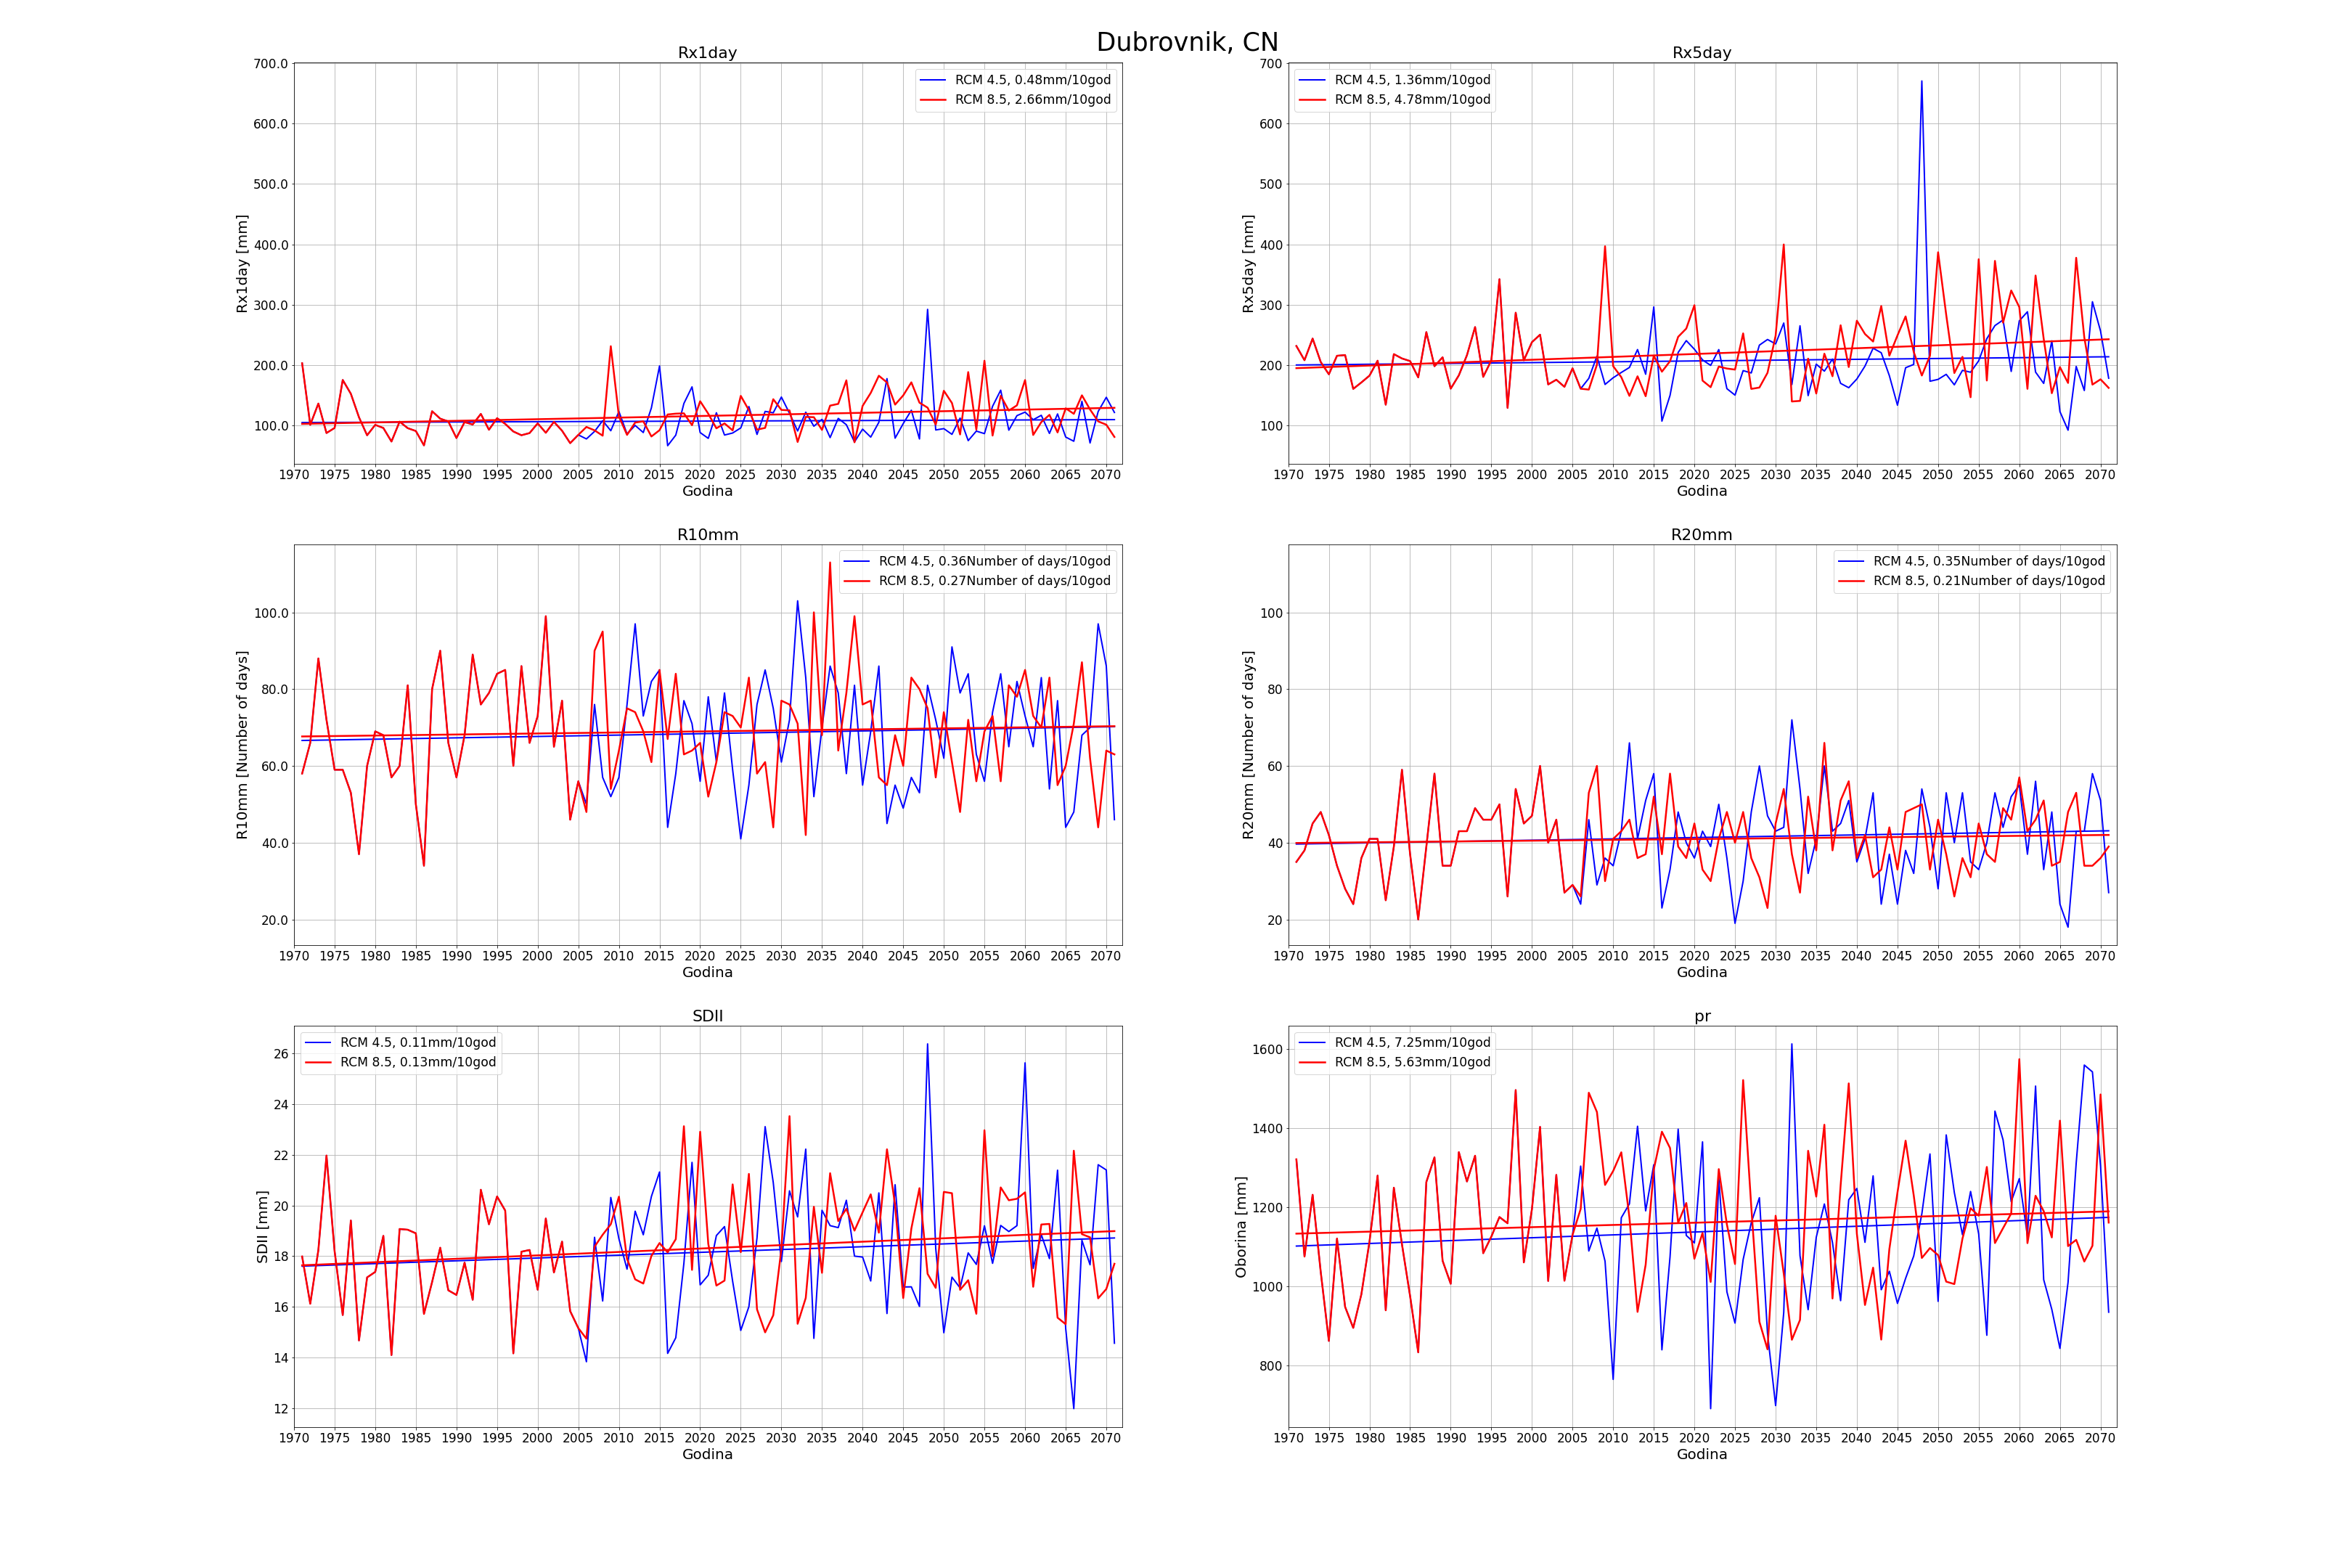 Dubrovnik, CN
Rx1day
RCM 4.5, 0.48mm/10god
RCM 8.5, 2.66mm/10god
Rx1day [mm]
700.0
600.0
500.0
400.0
300.0
200.0
100.0
1970 1975 1980 1985 1990 1995 2000 2005 2010 2015 2020 2025 2030 2035 2040 2045 2050 2055 2060 2065 2070
Godina
Rx5day
RCM 4.5, 1.36mm/10god
RCM 8.5, 4.78mm/10god
Rx5day [mm]
700
600
500
400
300
200
100
1970 1975 1980 1985 1990 1995 2000 2005 2010 2015 2020 2025 2030 2035 2040 2045 2050 2055 2060 2065 2070
Godina
R10mm
RCM 4.5, 0.36Number of days/10god
RCM 8.5, 0.27Number of days/10god
R10mm [Number of days]
100.0
80.0
60.0
40.0
20.0
1970 1975 1980 1985 1990 1995 2000 2005 2010 2015 2020 2025 2030 2035 2040 2045 2050 2055 2060 2065 2070
Godina
R20mm
RCM 4.5, 0.35Number of days/10god
RCM 8.5, 0.21Number of days/10god
R20mm [Number of days]
100
80
60
40
20
1970 1975 1980 1985 1990 1995 2000 2005 2010 2015 2020 2025 2030 2035 2040 2045 2050 2055 2060 2065 2070
Godina
SDII
RCM 4.5, 0.11mm/10god
RCM 8.5, 0.13mm/10god
SDII [mm]
26
24
22
20
18
16
14
12
1970 1975 1980 1985 1990 1995 2000 2005 2010 2015 2020 2025 2030 2035 2040 2045 2050 2055 2060 2065 2070
Godina
pr
RCM 4.5, 7.25mm/10god
RCM 8.5, 5.63mm/10god
Oborina [mm]
1600
1400
1200
1000
800
1970 1975 1980 1985 1990 1995 2000 2005 2010 2015 2020 2025 2030 2035 2040 2045 2050 2055 2060 2065 2070
Godina